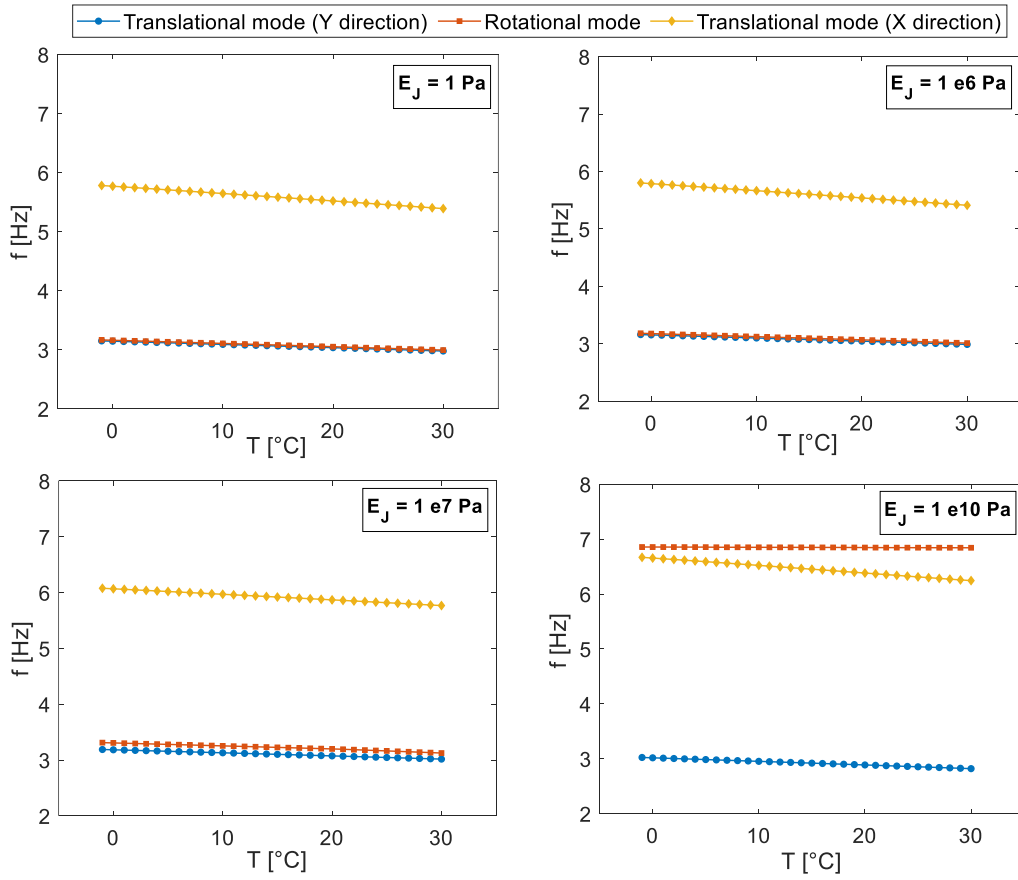 Translational mode (Y direction) Rotational mode Translational mode (X direction)
E_J = 1 Pa
8
7
6
5
4
3
2
f [Hz]
0 10 20 30
T [°C]
E_J = 1 e6 Pa
8
7
6
5
4
3
2
f [Hz]
0 10 20 30
T [°C]
E_J = 1 e7 Pa
8
7
6
5
4
3
2
f [Hz]
0 10 20 30
T [°C]
E_J = 1 e10 Pa
8
7
6
5
4
3
2
f [Hz]
0 10 20 30
T [°C]